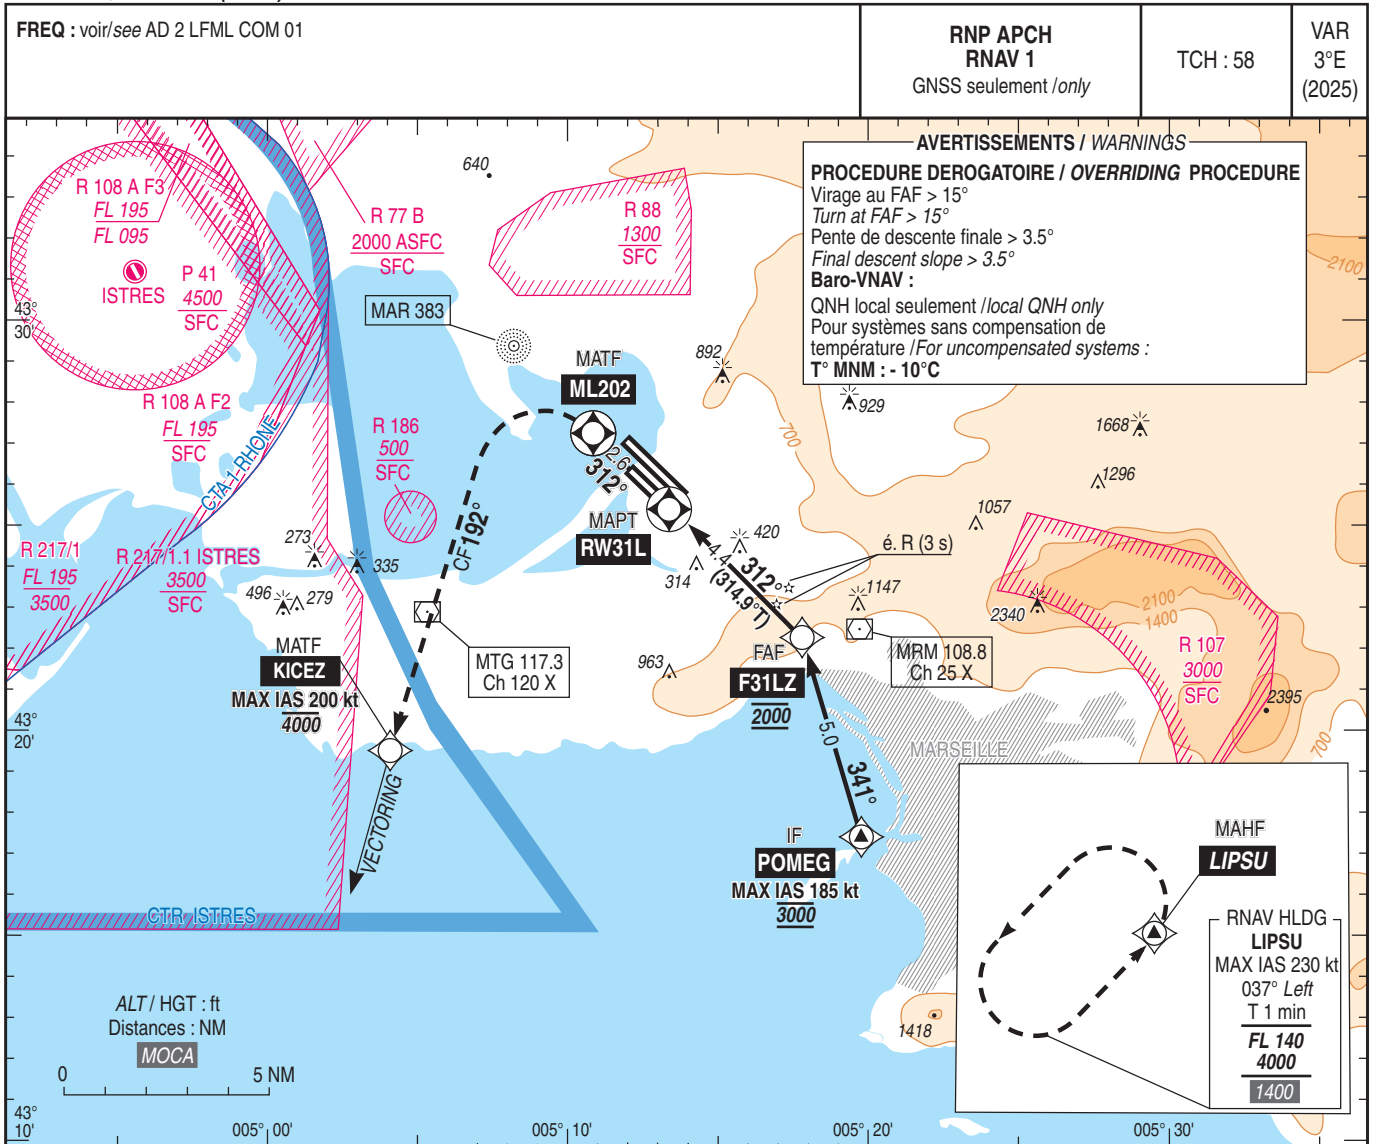 FREQ : voir/see AD 2 LFML COM 01
RNP APCH
RNAV 1
GNSS seulement /only
TCH : 58
VAR
3°E
(2025)
AVERTISSEMENTS / WARNINGS
PROCEDURE DEROGATOIRE / OVERRIDING PROCEDURE
Virage au FAF > 15°
Turn at FAF > 15°
Pente de descente finale > 3.5°
Final descent slope > 3.5°
Baro-VNAV :
QNH local seulement /local QNH only
Pour systèmes sans compensation de
température /For uncompensated systems :
T° MNM : - 10°C
R 108 A F3
FL 195
FL 095
ISTRES
P 41
4500
SFC
R 77 B
2000 ASFC
SFC
640
R 88
1300
SFC
2100
43°
30'
MAR 383
MATF
ML202
892
929
700
1668
1296
1057
R 108 A F2
FL 195
SFC
CTA 1 RHONE
R 186
500
SFC
2.6
312°
MAPT
RW31L
CF 192°
R 217/1
FL 195
3500
R 217/1.1 ISTRES
3500
SFC
273
335
496
279
420
314
é. R (3 s)
4.4
312°
(314.9°T)
1147
2340
2100
1400
R 107
3000
SFC
2395
700
MATF
KICEZ
MAX IAS 200 kt
4000
MTG 117.3
Ch 120 X
963
FAF
F31LZ
2000
MRM 108.8
Ch 25 X
43°
20'
MARSEILLE
5.0
341°
VECTORING
IF
POMEG
MAX IAS 185 kt
3000
CTR ISTRES
MAHF
LIPSU
RNAV HLDG
LIPSU
MAX IAS 230 kt
037° Left
T 1 min
FL 140
4000
1400
1418
ALT / HGT : ft
Distances : NM
MOCA
0 5 NM
43°
10'
005° 00'
005° 10'
005° 20'
005° 30'